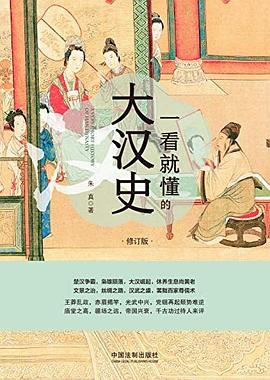 一看就懂的
大汉史
朱真 著
·修订版·
楚汉争霸，枭雄陨落，大汉崛起，休养生息尚黄老
文景之治，丝绸之路，汉武之盛，罢黜百家尊儒术
王莽乱政，赤眉揭竿，光武中兴，党锢再起颓势难逆
庙堂之高，疆场之远，帝国兴衰，千古功过待人来评
中国法制出版社